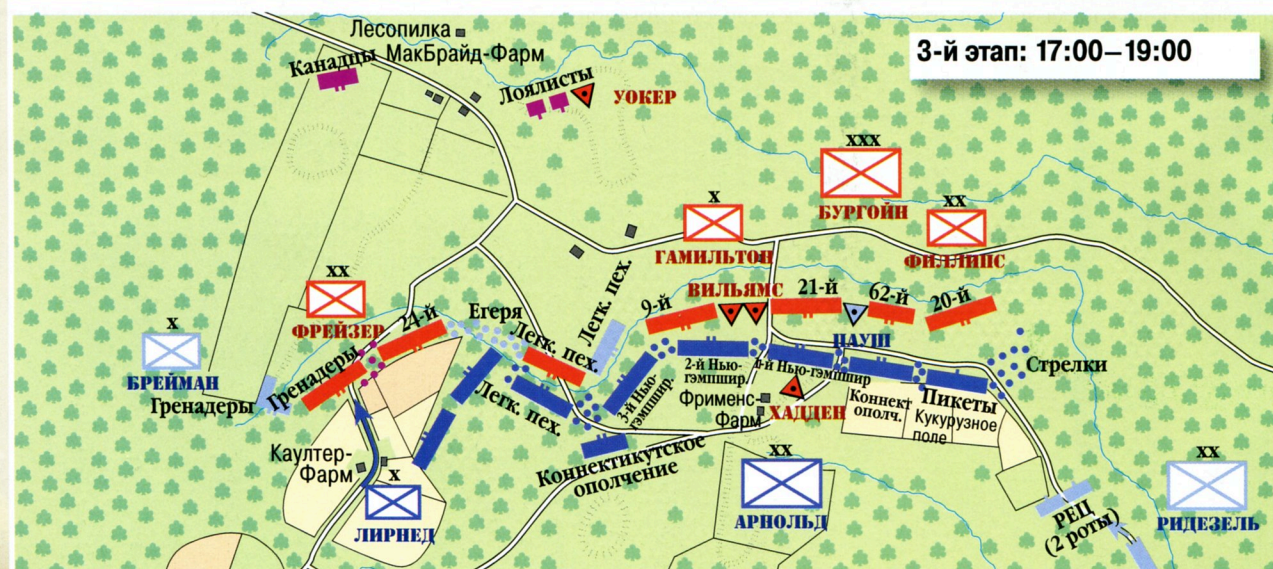 Лесопилка
МакБрайд-Фарм
Канадцы
Лоялисты
УОКЕР
3-й этап: 17:00–19:00
XXX
БУРГОЙН
X
ГАМИЛЬТОН
XX
ФИЛЛИПС
XX
ФРЕЙЗЕР
24-й
Егеря
Легк. пех.
Легк. пех.
9-й
ВИЛЬЯМС
21-й
62-й
20-й
ПАУШ
X
БРЕЙМАН
Гренадеры
Гренадеры
Легк. пех.
3-й Нью-
гэмпшир.
2-й Нью-
гэмпшир.
1-й Нью-гэмпшир
Стрелки
Фрименс-
Фарм
ХАДДЕН
Коннект
ополч.
Пикеты
Кукурузное
поле
Каултер-
Фарм
Коннектикутское
ополчение
X
ЛИРНЕД
XX
АРНОЛЬД
XX
РИДЕЗЕЛЬ
РЕЦ
(2 роты)